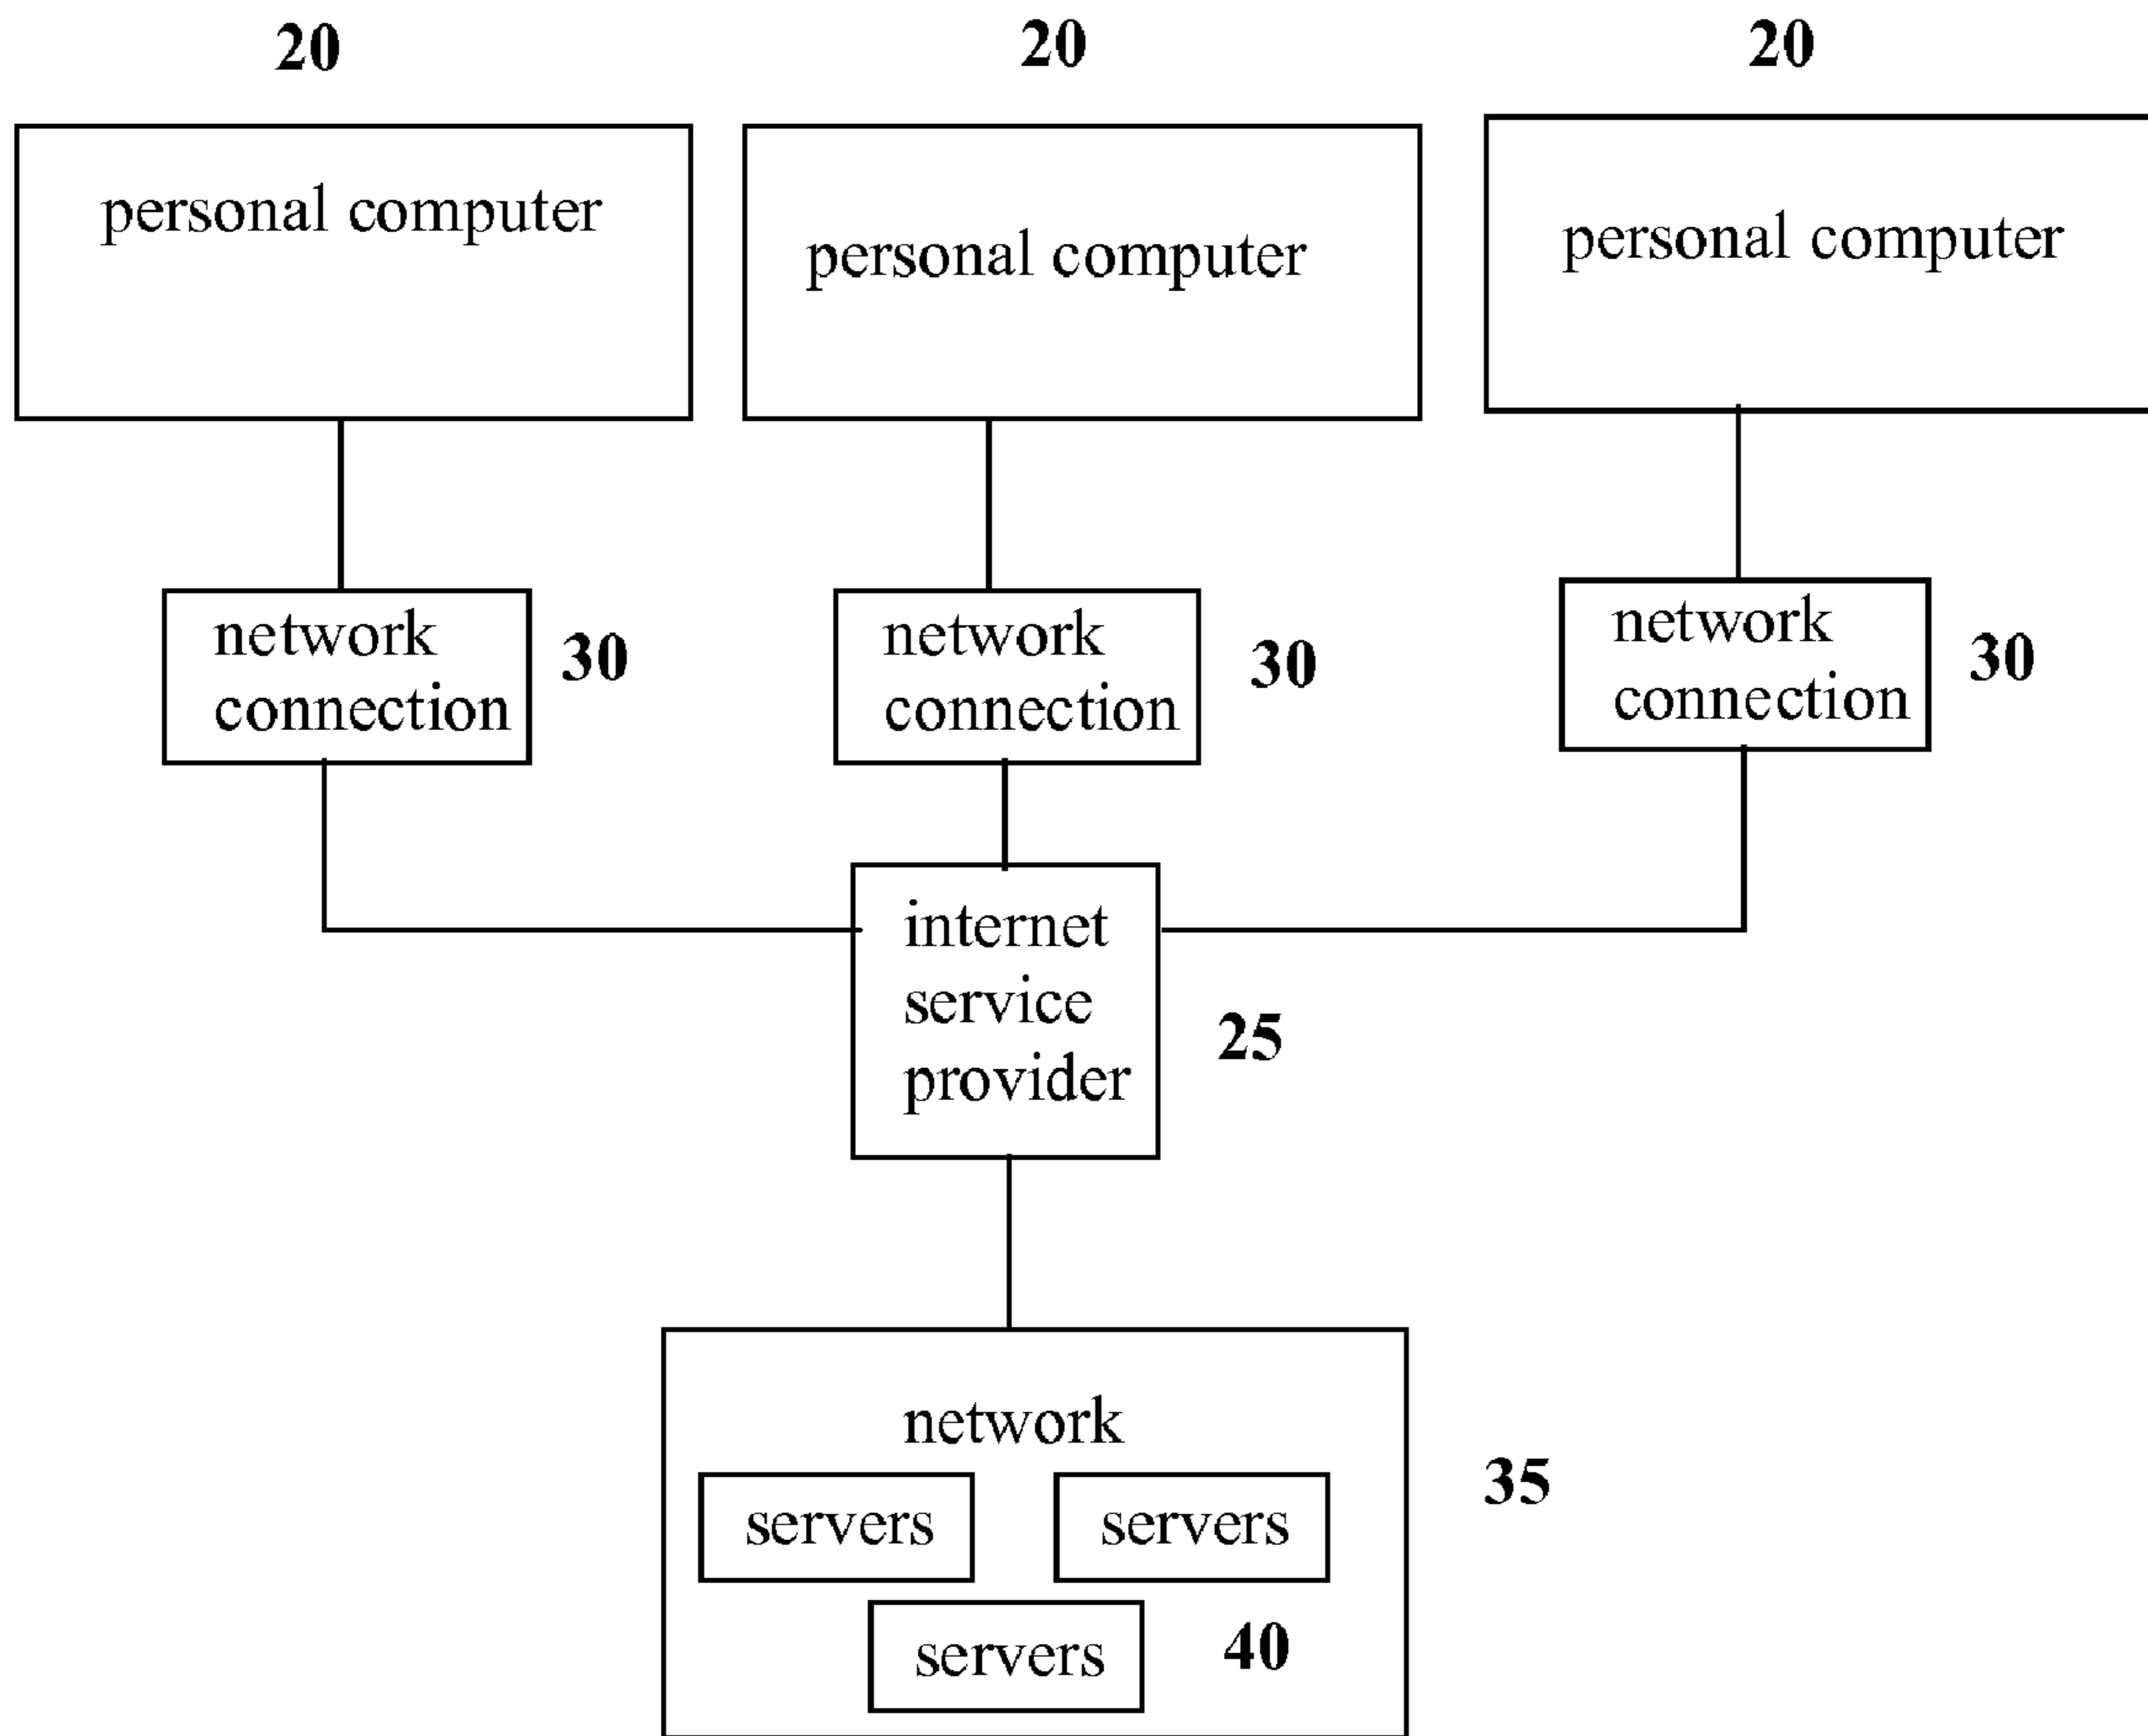 20
20
20
personal computer
personal computer
personal computer
network
connection
30
network
connection
30
network
connection
30
internet
service
provider
25
network
35
servers
servers
servers
40